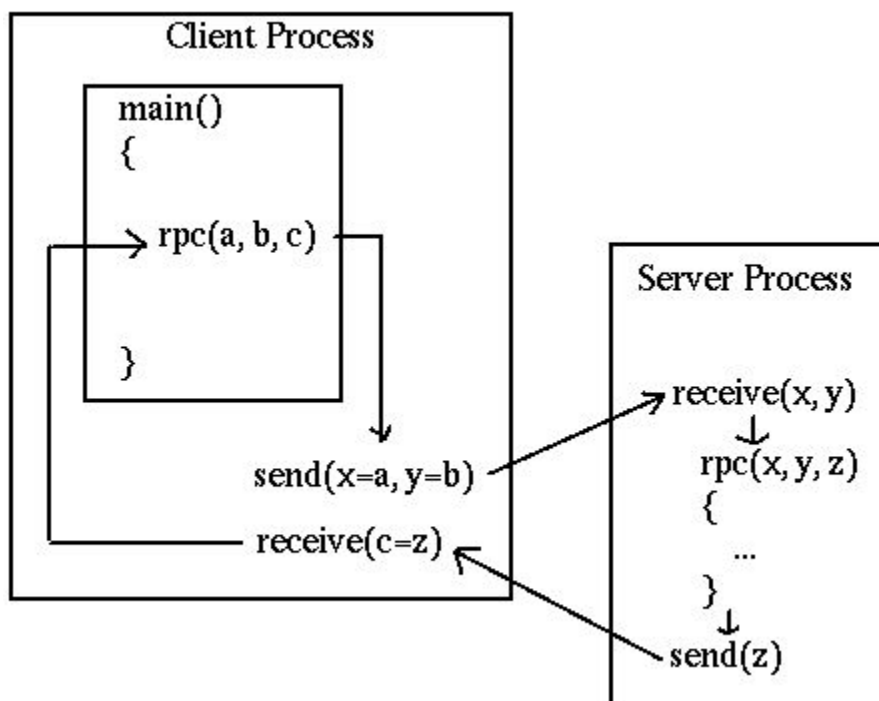 Client Process
main()
{
rpc(a, b, c)
}
send(x=a, y=b)
receive(c=z)
Server Process
receive(x, y)
rpc(x, y, z)
{
...
}
send(z)